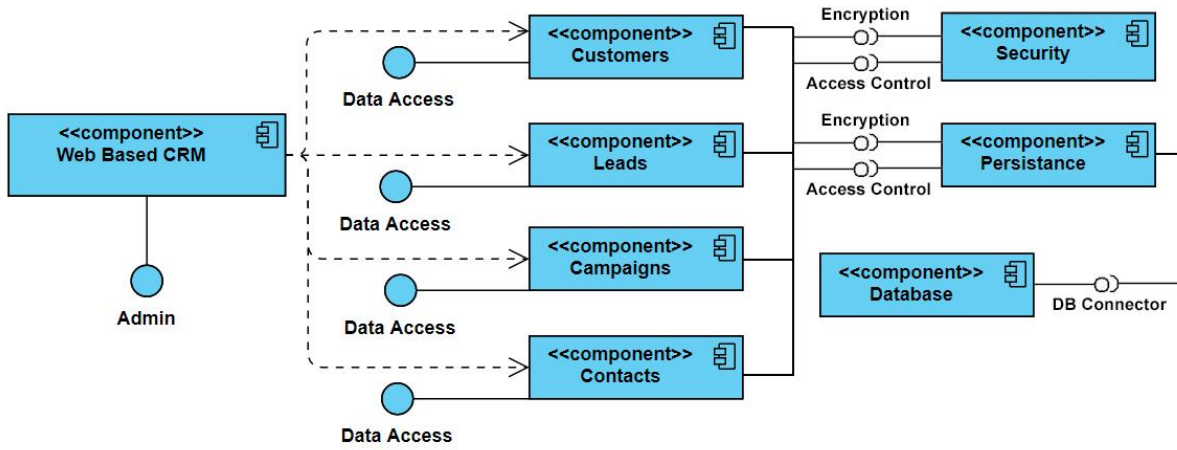 <<component>>
Web Based CRM
Admin
<<component>>
Customers
Data Access
<<component>>
Leads
Data Access
<<component>>
Campaigns
Data Access
<<component>>
Contacts
Data Access
Encryption
Access Control
<<component>>
Security
Encryption
Access Control
<<component>>
Persistance
<<component>>
Database
DB Connector